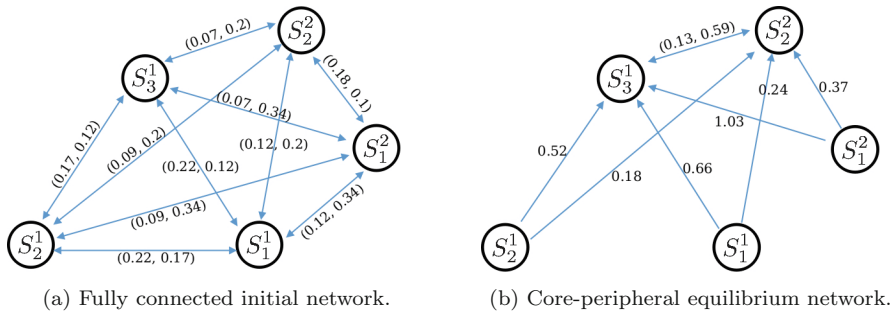 (0.07, 0.2)
S_2^2
S_3^1
(0.18, 0.1)
(0.07, 0.34)
(0.17, 0.12)
(0.09, 0.2)
(0.22, 0.12)
(0.12, 0.2)
S_1^2
(0.09, 0.34)
(0.12, 0.34)
S_2^1
S_1^1
(0.22, 0.17)
(a) Fully connected initial network.
(0.13, 0.59)
S_2^2
S_3^1
0.24
0.37
1.03
0.52
0.18
0.66
S_1^2
S_2^1
S_1^1
(b) Core-peripheral equilibrium network.